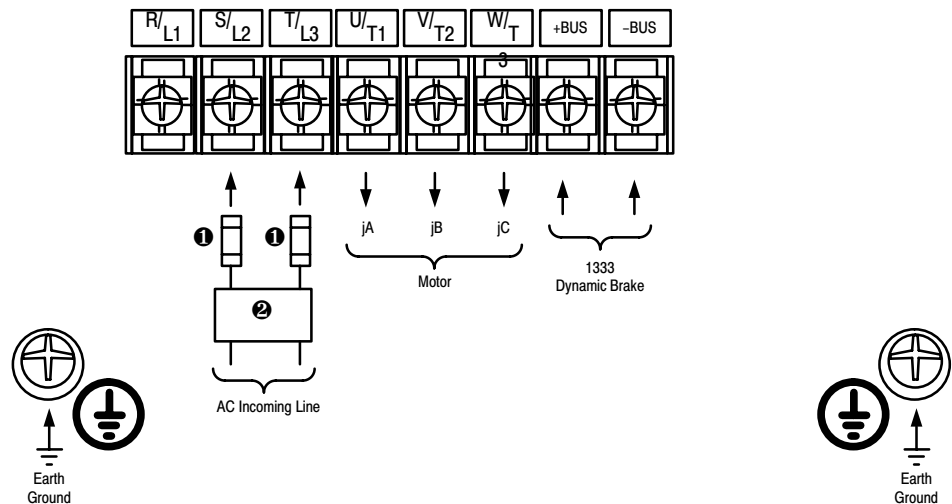 R/L1 S/L2 T/L3 U/T1 V/T2 W/T3 +BUS –BUS
jA jB jC
❶ ❶
1333
Dynamic Brake
Motor
❷
AC Incoming Line
Earth
Ground
Earth
Ground